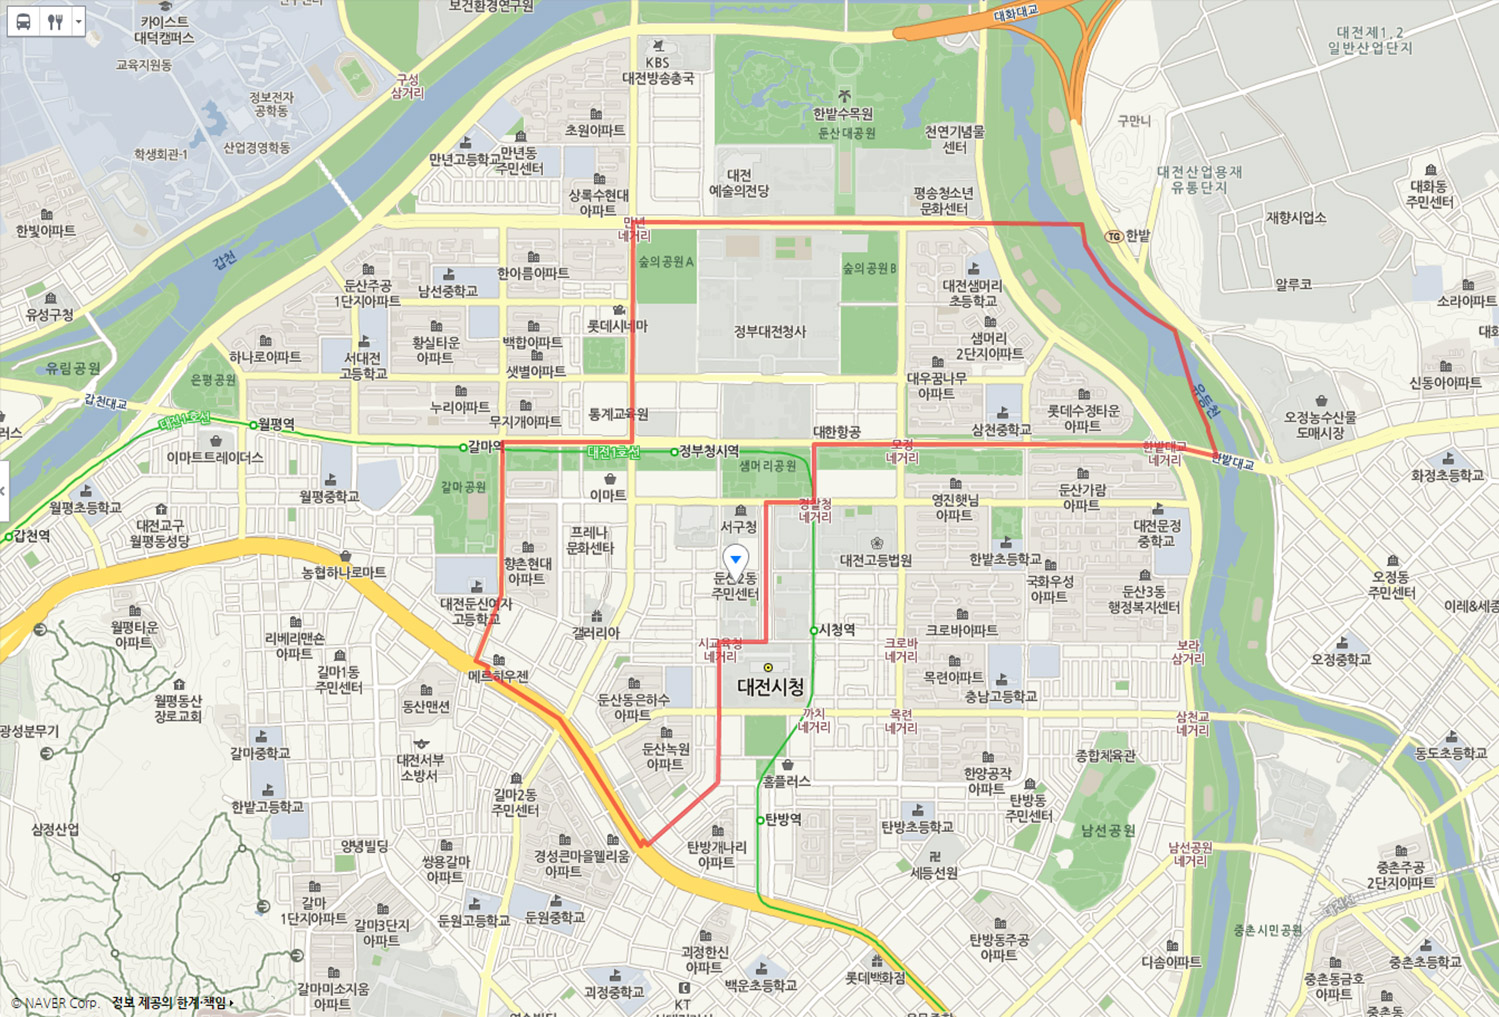 보건환경연구원
카이스트
대덕캠퍼스
대화대교
대전제1,2
일반산업단지
교육지원동
KBS
대전방송총국
구성
삼거리
정보전자
공학동
한밭수목원
둔산대공원
구만니
초원아파트
천연기념물
센터
학생회관-1
산업경영학동
만년고등학교
만년동
주민센터
대전산업용재
유통단지
대전
예술의전당
대화동
주민센터
상록수현대
아파트
평송청소년
문화센터
한빛아파트
재향사업소
만년
네거리
TG
한밭
갑천
숲의공원A
숲의공원B
한아름아파트
둔산주공
1단지아파트
남선중학교
대전샘머리
초등학교
알루코
소라아파트
유성구청
롯데시네마
정부대전청사
황실타운
아파트
백합아파트
샘머리
2단지아파트
하나로아파트
서대전
고등학교
샛별아파트
유림공원
은평공원
대우꿈나무
아파트
신동아아파트
갑천대교
누리아파트
무지개아파트
통계교육원
롯데수정타운
아파트
유등천
오정농수산물
도매시장
대전1호선
월평역
삼천중학교
대한항공
갈마역
대전1호선
정부청사역
모정
네거리
한밭대교
네거리
한밭대교
이마트트레이더스
샘머리공원
화정초등학교
갈마공원
이마트
월평중학교
월평초등학교
영진햇님
아파트
둔산가람
아파트
경찰청
네거리
대전교구
월평동성당
서구청
대전문정
중학교
갑천역
프레나
문화센타
대전고등법원
한밭초등학교
향촌현대
아파트
농협하나로마트
둔산2동
주민센터
국화우성
아파트
둔산3동
행정복지센터
오정동
주민센터
대전둔산여자
고등학교
이레&세종
월평타운
아파트
리베리맨숀
아파트
갤러리아
시청역
크로바아파트
시교육청
네거리
크로바
네거리
보라
삼거리
오정중학교
갈마1동
주민센터
메르하우젠
목련아파트
대전시청
충남고등학교
월평동산
장로교회
동산맨션
둔산동은하수
아파트
까치
네거리
목련
네거리
삼천교
네거리
광성분무기
갈마중학교
대전서부
소방서
둔산녹원
아파트
종합체육관
동도초등학교
한양공작
아파트
홈플러스
한밭고등학교
갈마2동
주민센터
탄방동
주민센터
삼정산업
탄방역
탄방초등학교
남선공원
양녕빌딩
쌍용갈마
아파트
경성큰마을
아파트
엘리움
탄방개나리
아파트
남선공원
네거리
세등선원
중촌주공
2단지아파트
갈마
1단지아파트
갈마3단지
아파트
둔원고등학교
둔원중학교
대전선
중촌시민공원
탄방동주공
아파트
괴정한신
아파트
다솜아파트
중촌초등학교
갈마미소지움
아파트
괴정중학교
백운초등학교
롯데백화점
중촌동금호
아파트
KT
중촌동
© NAVER Corp.
정보 제공의 한계·책임